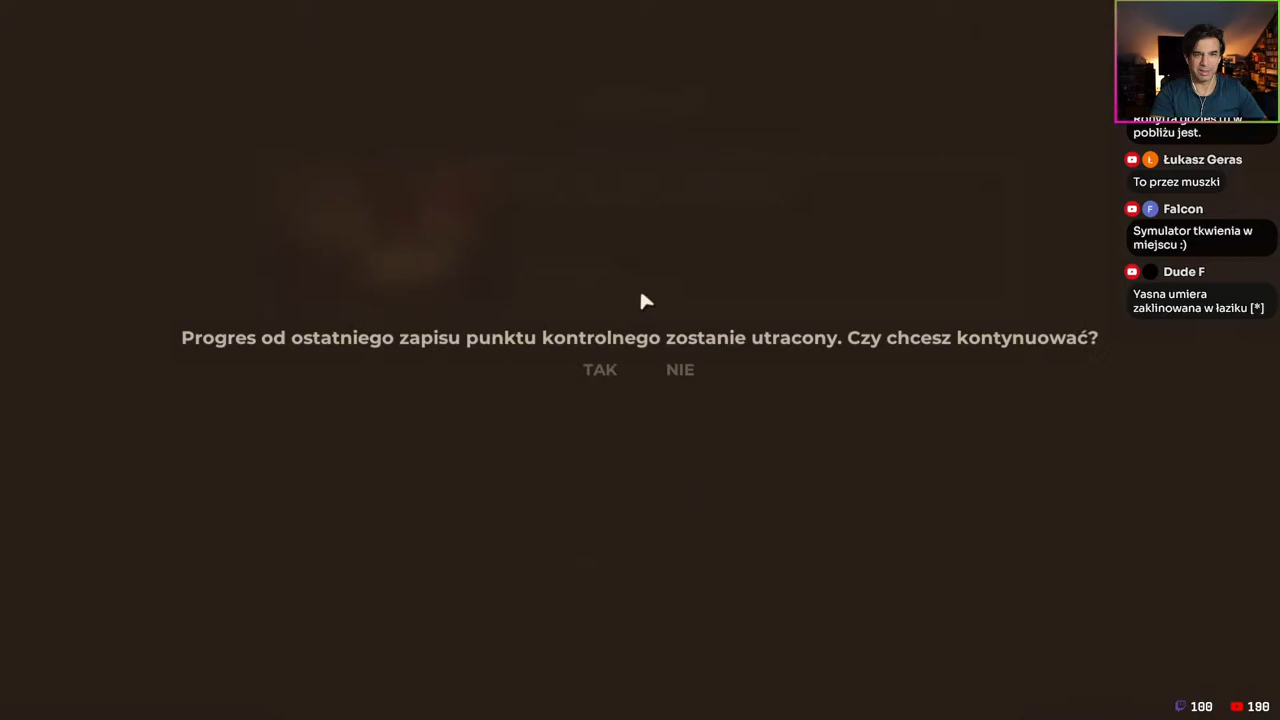 pobliżu jest.
Łukasz Geras
To przez muszki
Falcon
Symulator tkwienia w
miejscu :)
Dude F
Yasna umiera
zaklinowana w łaziku [*]
Progres od ostatniego zapisu punktu kontrolnego zostanie utracony. Czy chcesz kontynuować?
TAK NIE
100 190